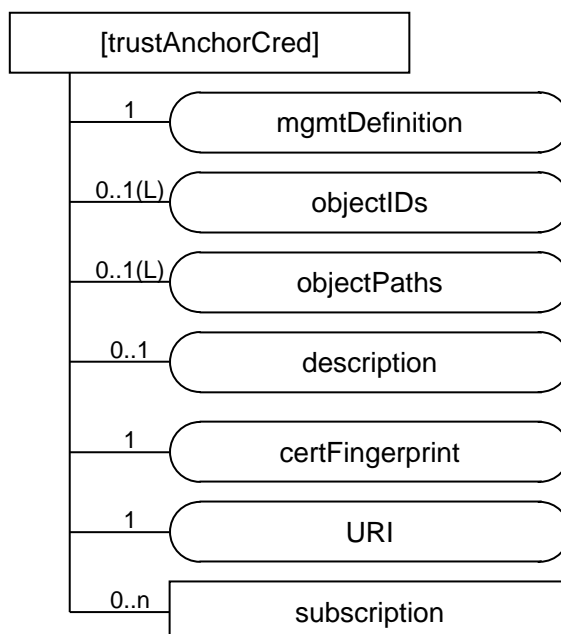 [trustAnchorCred]
1
mgmtDefinition
0..1(L)
objectIDs
0..1(L)
objectPaths
0..1
description
1
certFingerprint
1
URI
0..n
subscription